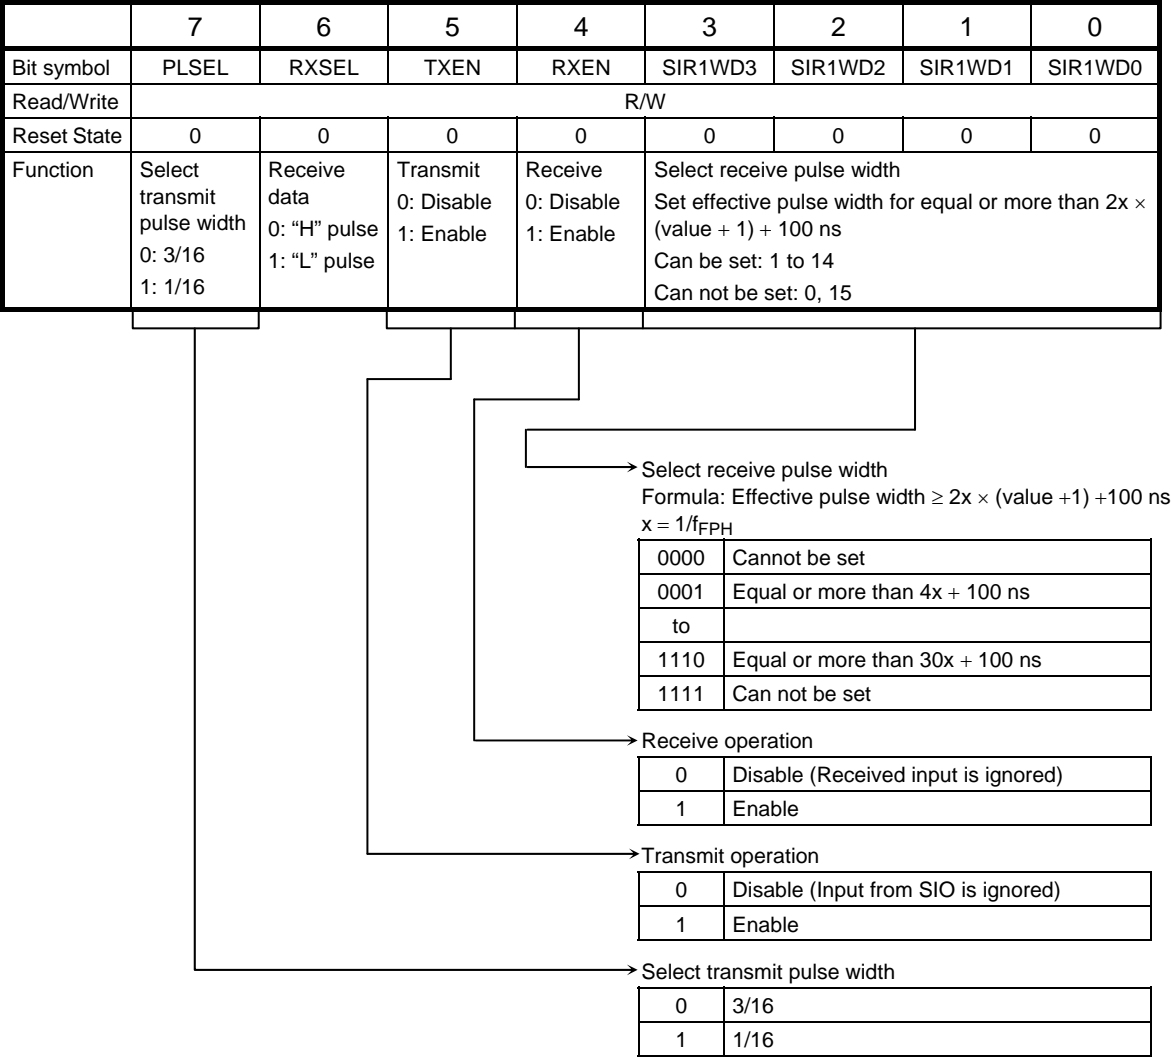 7 6 5 4 3 2 1 0
Bit symbol PLSEL RXSEL TXEN RXEN SIR1WD3 SIR1WD2 SIR1WD1 SIR1WD0
Read/Write R/W
Reset State 0 0 0 0 0 0 0 0
Function
Select
transmit
pulse width
0: 3/16
1: 1/16
Receive
data
0: “H” pulse
1: “L” pulse
Transmit
0: Disable
1: Enable
Receive
0: Disable
1: Enable
Select receive pulse width
Set effective pulse width for equal or more than 2x ×
(value + 1) + 100 ns
Can be set: 1 to 14
Can not be set: 0, 15
Select receive pulse width
Formula: Effective pulse width ≥ 2x × (value +1) +100 ns
x = 1/fFPH
0000 Cannot be set
0001 Equal or more than 4x + 100 ns
to
1110 Equal or more than 30x + 100 ns
1111 Can not be set
Receive operation
0 Disable (Received input is ignored)
1 Enable
Transmit operation
0 Disable (Input from SIO is ignored)
1 Enable
Select transmit pulse width
0 3/16
1 1/16